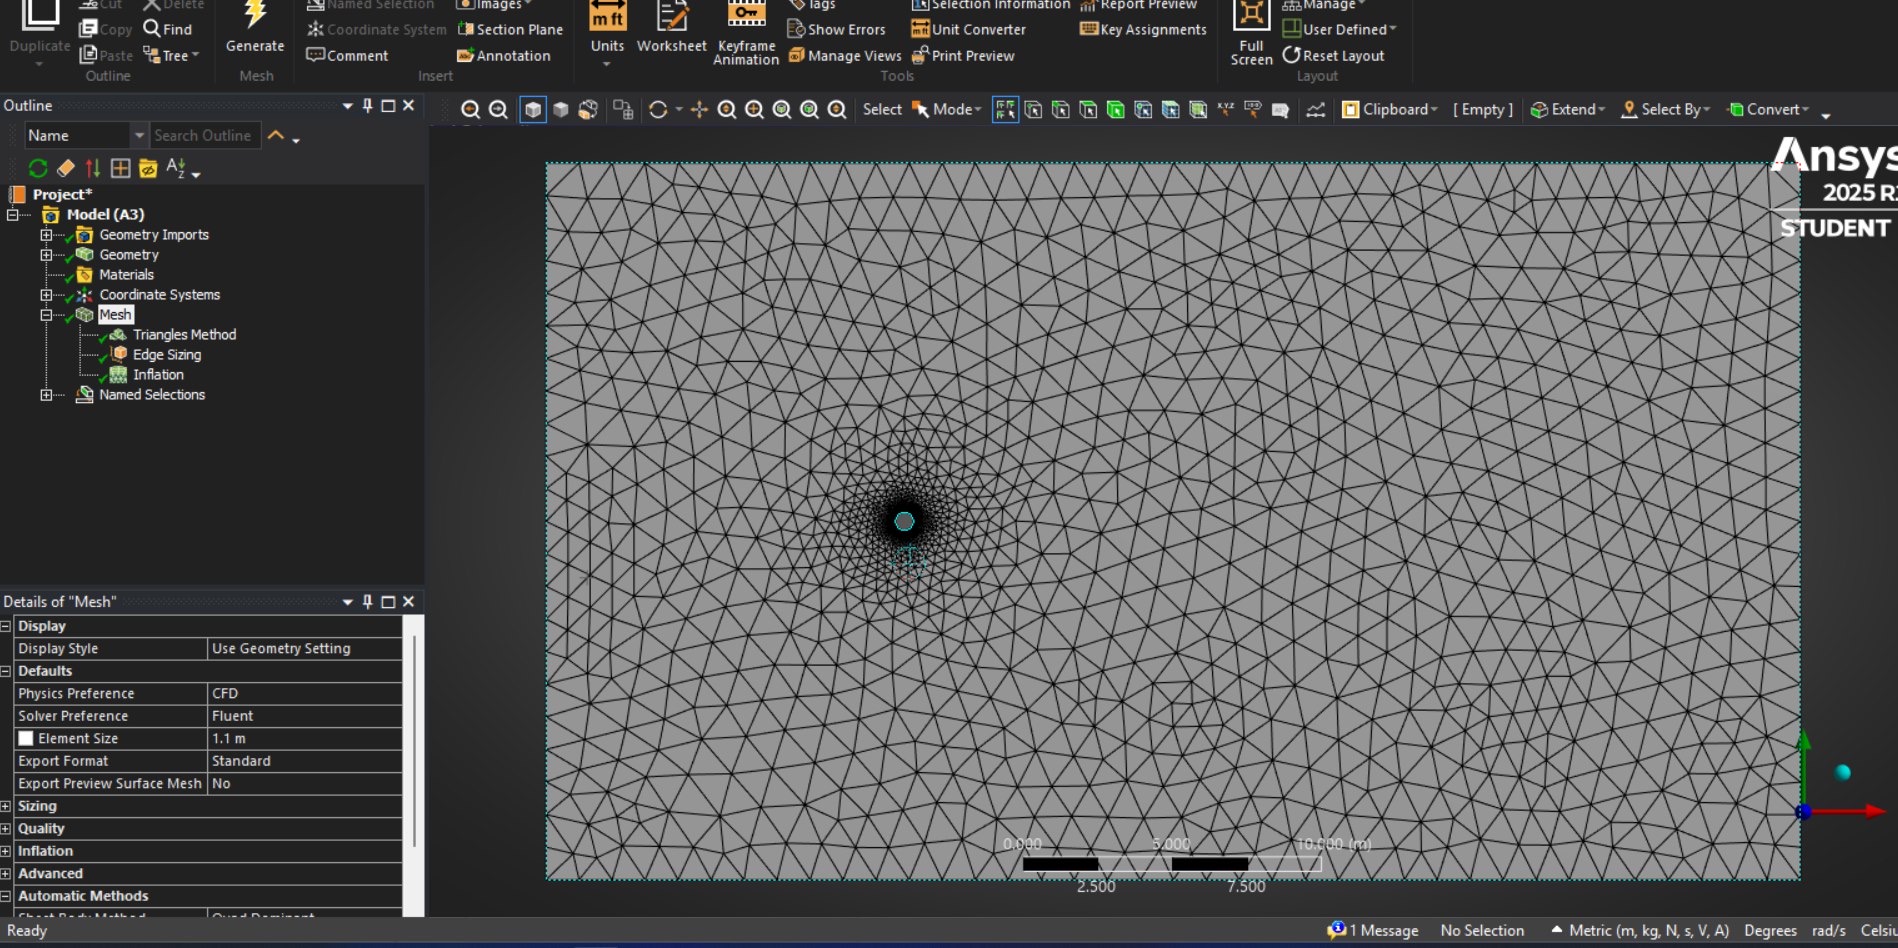 Cut
Delete
Named Selection
Images
Tags
Selection Information
Report Preview
Manage
Copy
Find
Coordinate System
Section Plane
m ft
Show Errors
Unit Converter
Key Assignments
User Defined
Duplicate
Paste
Tree
Generate
Comment
Annotation
Units
Worksheet
Keyframe
Animation
Manage Views
Print Preview
Full
Screen
Reset Layout
Outline
Mesh
Insert
Tools
Layout
Outline
Select
Mode
Clipboard
[ Empty ]
Extend
Select By
Convert
Name
Search Outline
Project*
Model (A3)
Geometry Imports
Geometry
Materials
Coordinate Systems
Mesh
Triangles Method
Edge Sizing
Inflation
Named Selections
Ansys
2025 R
STUDENT
Details of "Mesh"
Display
Display Style Use Geometry Setting
Defaults
Physics Preference CFD
Solver Preference Fluent
Element Size 1.1 m
Export Format Standard
Export Preview Surface Mesh No
Sizing
Quality
Inflation
Advanced
Automatic Methods
0.000 5.000 10.000 (m)
2.500 7.500
Ready
1 Message
No Selection
Metric (m, kg, N, s, V, A)
Degrees
rad/s
Celsiu